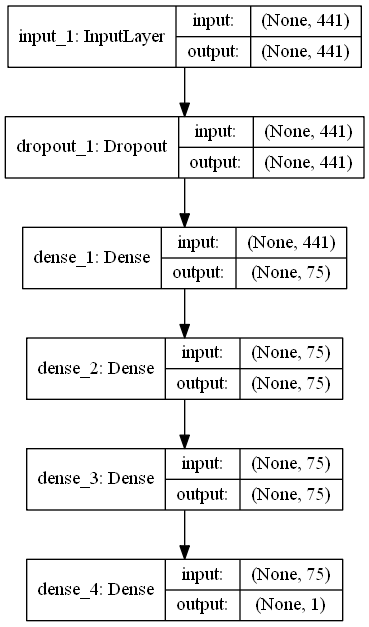 input_1: InputLayer
input: (None, 441)
output: (None, 441)
dropout_1: Dropout
input: (None, 441)
output: (None, 441)
dense_1: Dense
input: (None, 441)
output: (None, 75)
dense_2: Dense
input: (None, 75)
output: (None, 75)
dense_3: Dense
input: (None, 75)
output: (None, 75)
dense_4: Dense
input: (None, 75)
output: (None, 1)